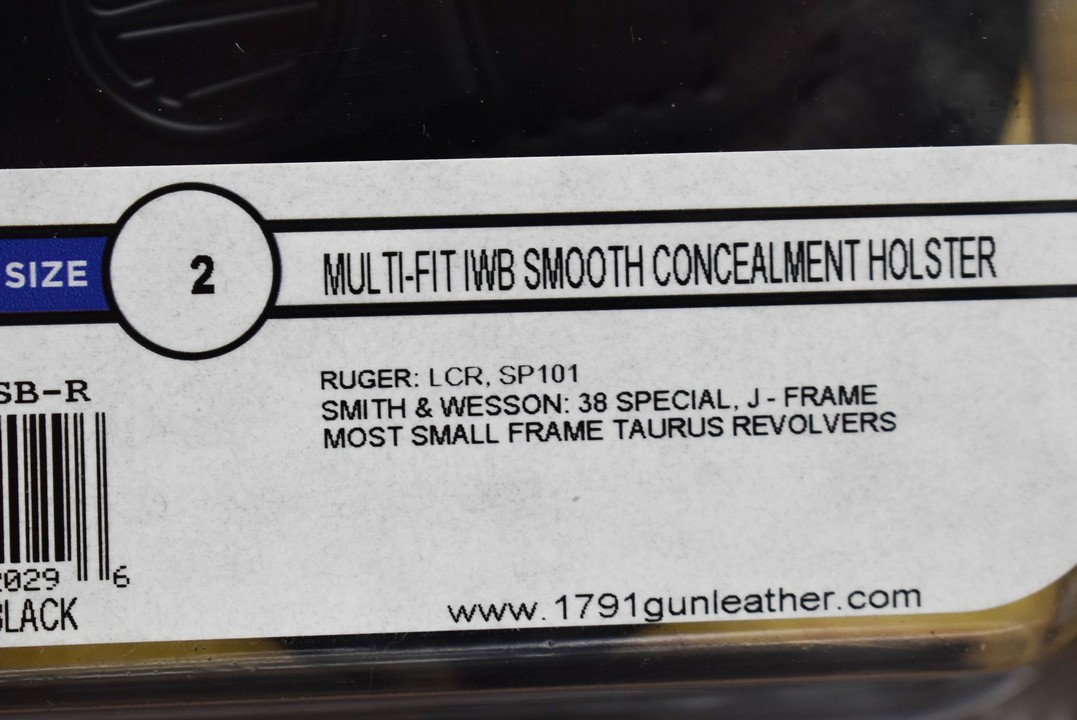 SIZE 2 MULTI-FIT IWB SMOOTH CONCEALMENT HOLSTER
SB-R
RUGER: LCR, SP101
SMITH & WESSON: 38 SPECIAL, J - FRAME
MOST SMALL FRAME TAURUS REVOLVERS
029 6
BLACK
www.1791gunleather.com